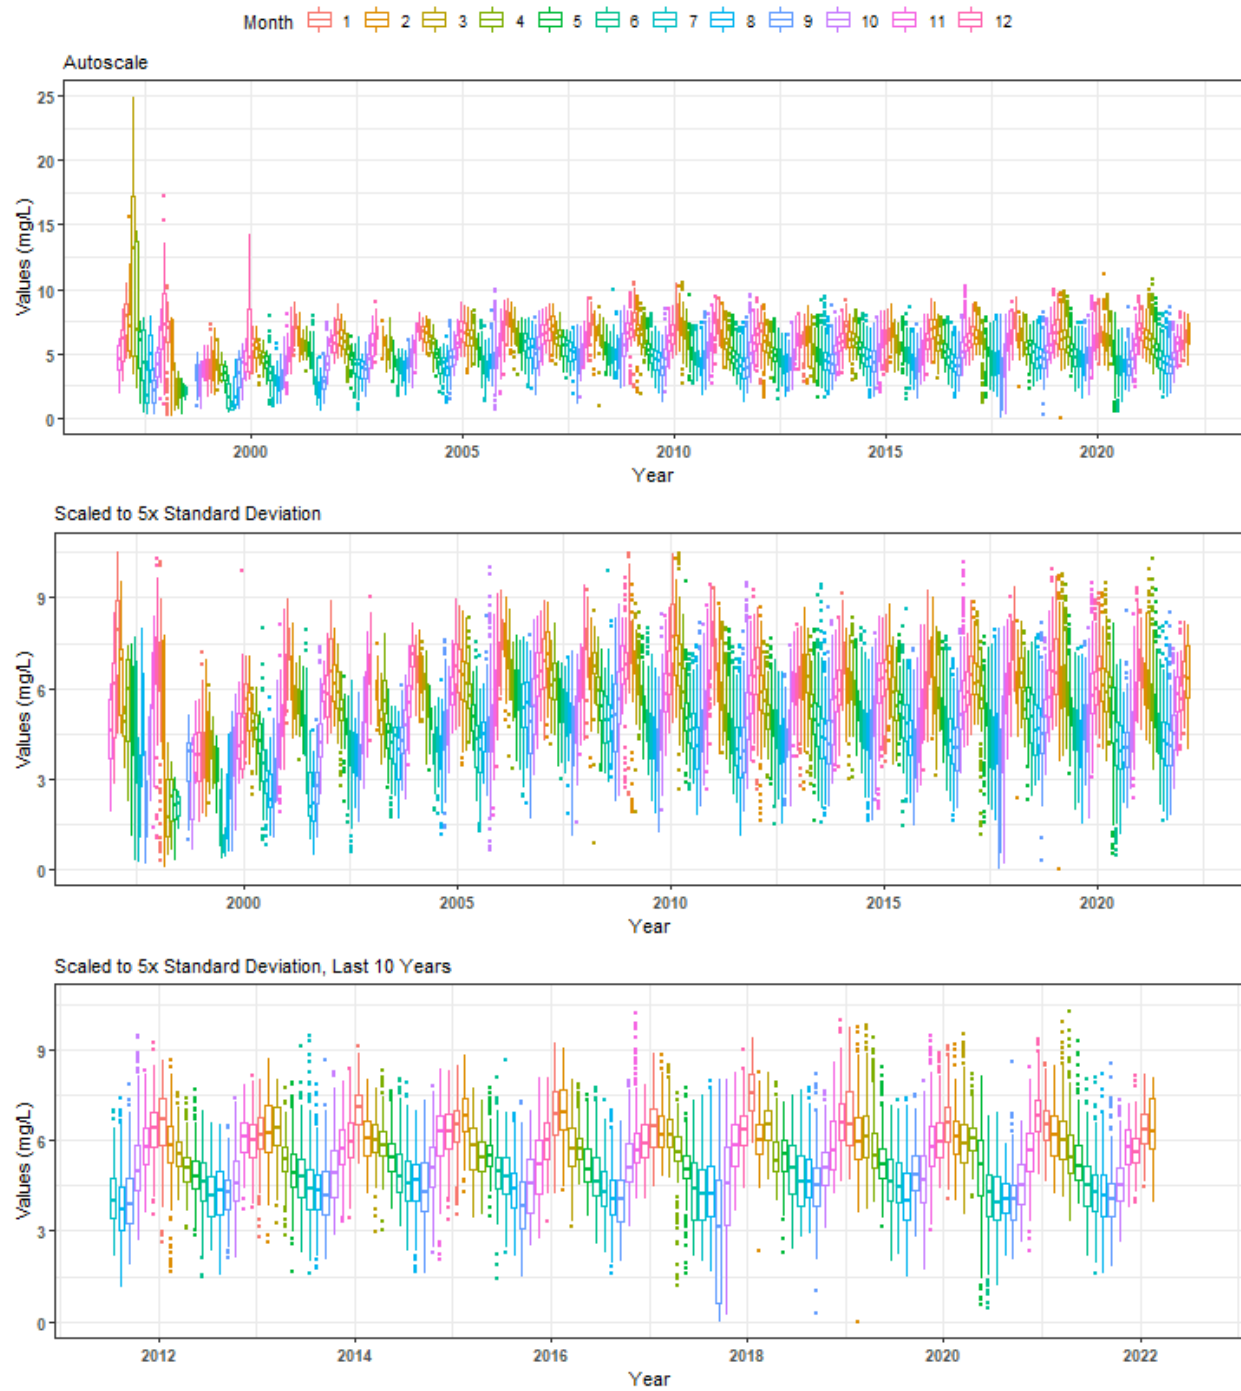 Month 1 2 3 4 5 6 7 8 9 10 11 12
Autoscale
Values (mg/L)
25
20
15
10
5
0
2000 2005 2010 2015 2020
Year
Scaled to 5x Standard Deviation
Values (mg/L)
9
6
3
0
2000 2005 2010 2015 2020
Year
Scaled to 5x Standard Deviation, Last 10 Years
Values (mg/L)
9
6
3
0
2012 2014 2016 2018 2020 2022
Year